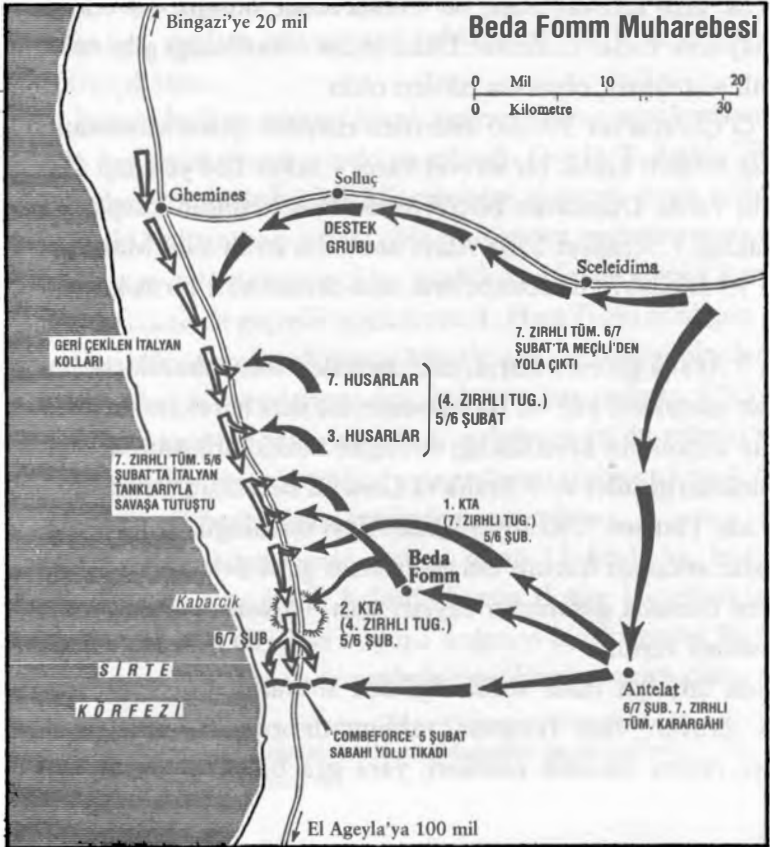 Bingazi'ye 20 mil
Beda Fomm Muharebesi
0 Mil 10 20
0 Kilometre 30
Ghemines
Solluç
DESTEK
GRUBU
Sceleidima
GERİ ÇEKİLEN İTALYAN
KOLLARI
7. ZIRHLI TÜM. 6/7
ŞUBAT'TA MEÇİLİ'DEN
YOLA ÇIKTI
7. HUSARLAR
(4. ZIRHLI TUG.)
5/6 ŞUBAT
3. HUSARLAR
7. ZIRHLI TÜM. 5/6
ŞUBAT'TA İTALYAN
TANKLARIYLA
SAVAŞA TUTUŞTU
1. KTA
(7. ZIRHLI TUG.)
5/6 ŞUB.
Beda
Fomm
Kabarcik
2. KTA
(4. ZIRHLI TUG.)
5/6 ŞUB.
6/7 ŞUB.
SİRTE
KÖRFEZİ
Antelat
6/7 ŞUB. 7. ZIRHLI
TÜM. KARARGÂHI
'COMBEFORCE' 5 ŞUBAT
SABAHI YOLU TIKADI
El Ageyla'ya 100 mil